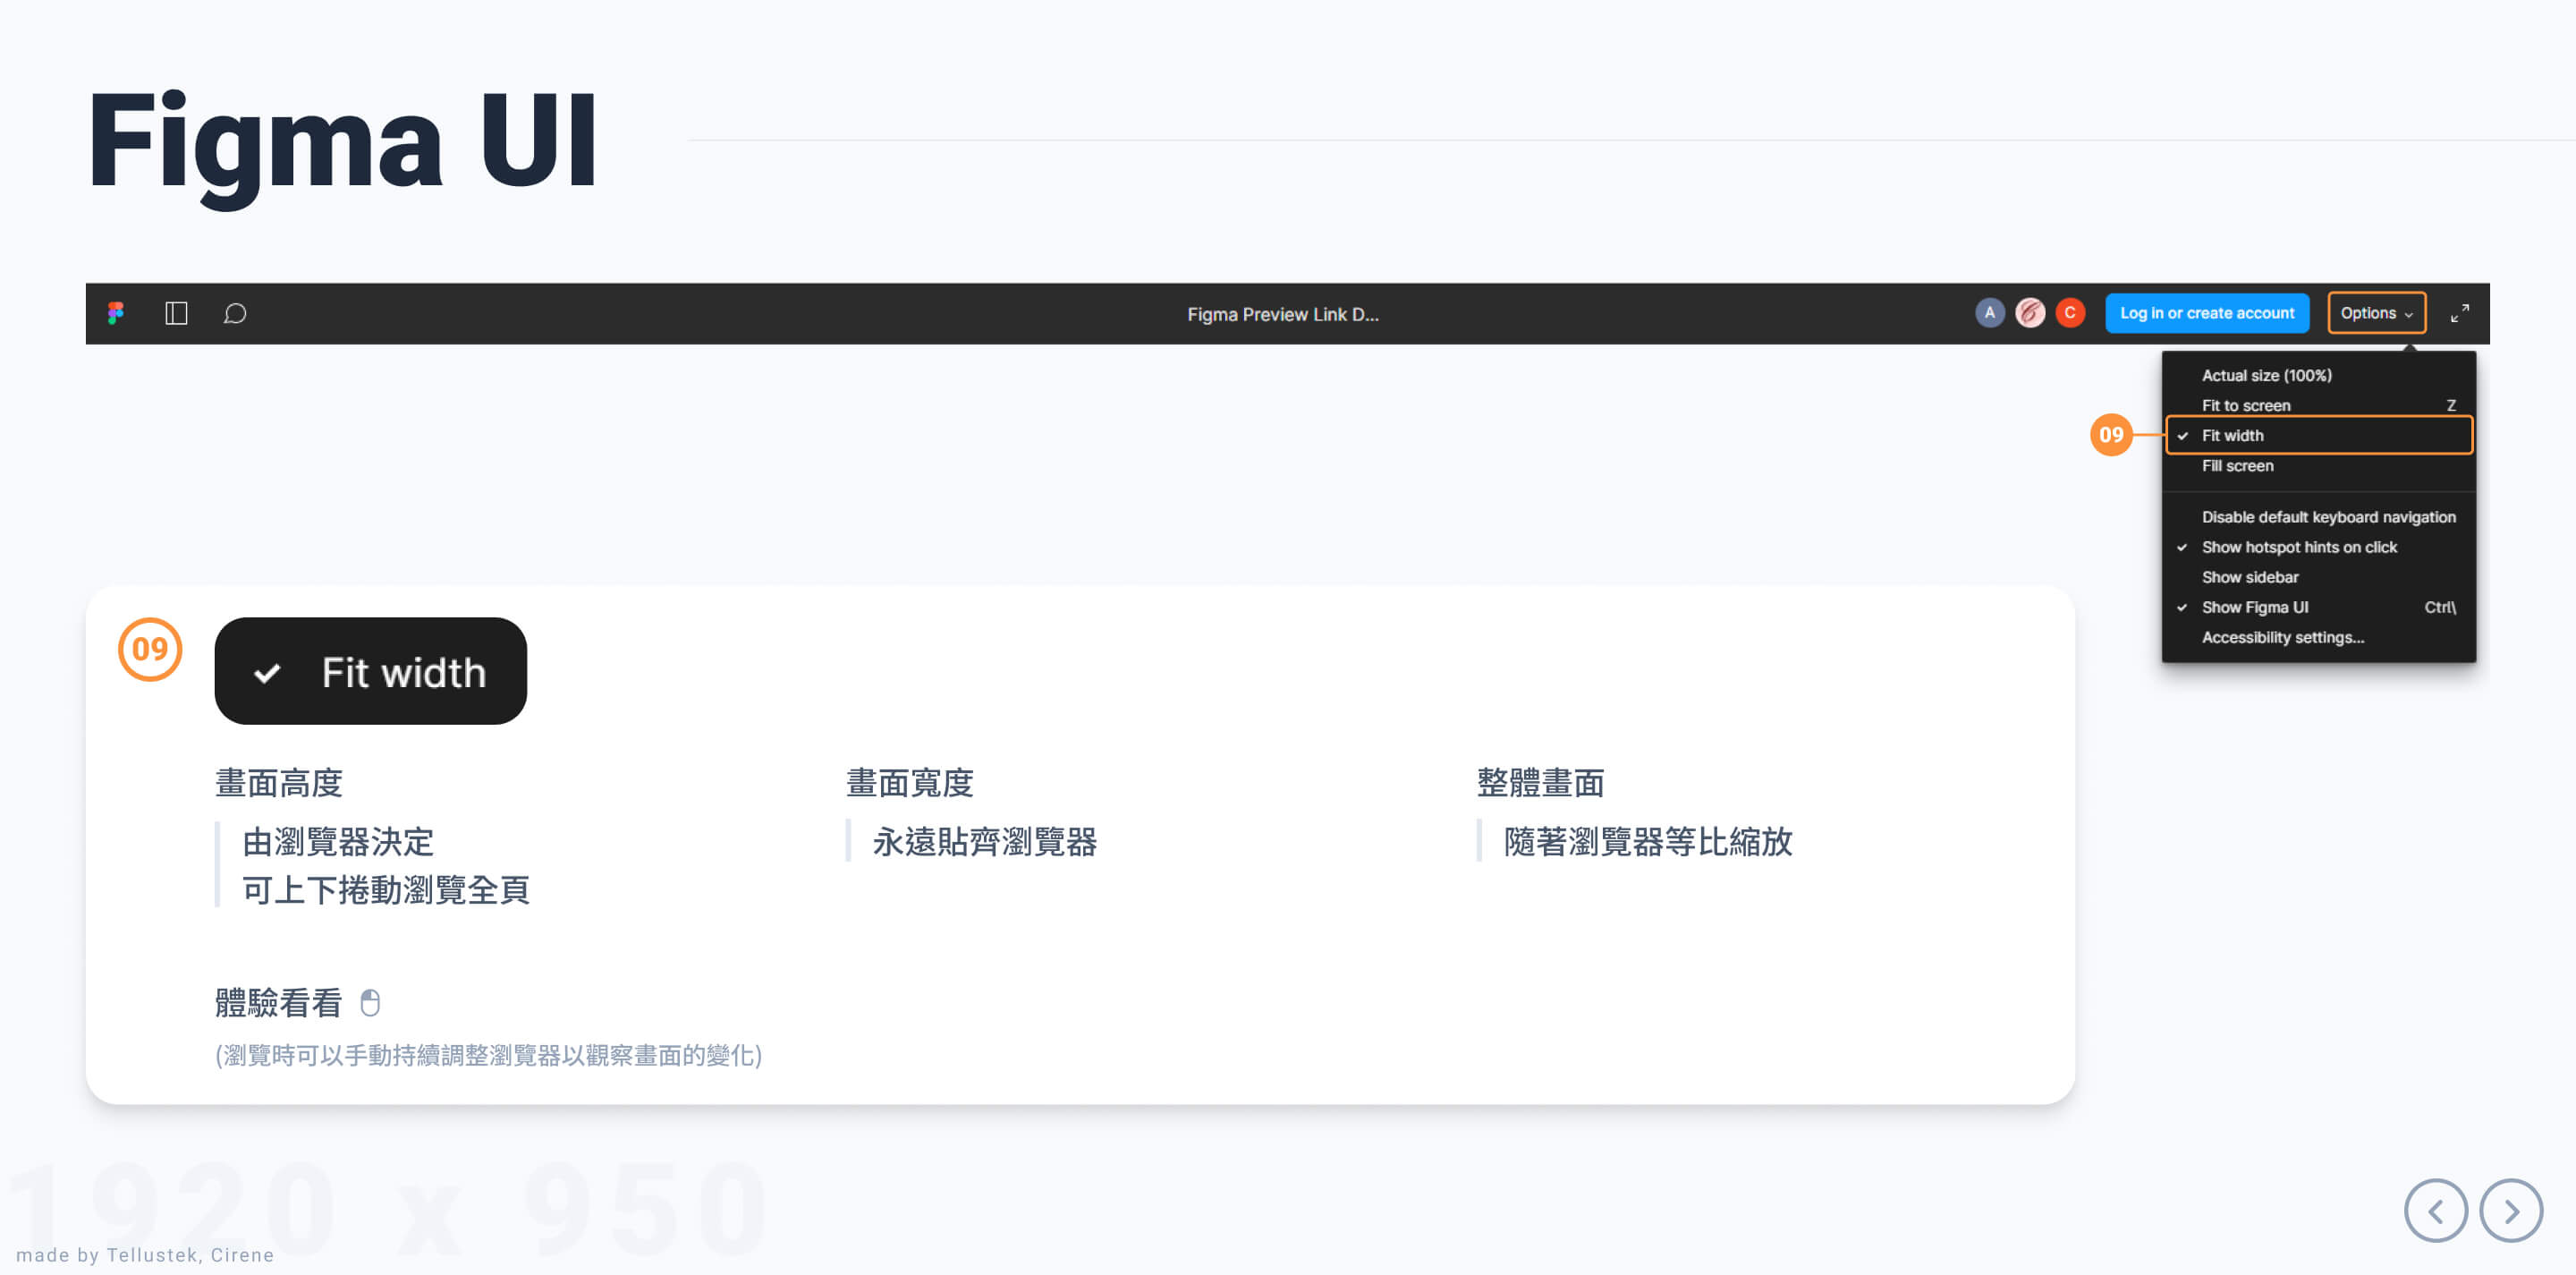 Figma UI
Figma Preview Link D...
A
C
Log in or create account
Options
Actual size (100%)
Fit to screen Z
09
Fit width
Fill screen
Disable default keyboard navigation
Show hotspot hints on click
Show sidebar
Show Figma UI Ctrl\
Accessibility settings...
09
Fit width
畫面高度
由瀏覽器決定
可上下捲動瀏覽全頁
畫面寬度
永遠貼齊瀏覽器
整體畫面
隨著瀏覽器等比縮放
體驗看看
(瀏覽時可以手動持續調整瀏覽器以觀察畫面的變化)
1920 x 950
made by Tellustek, Cirene